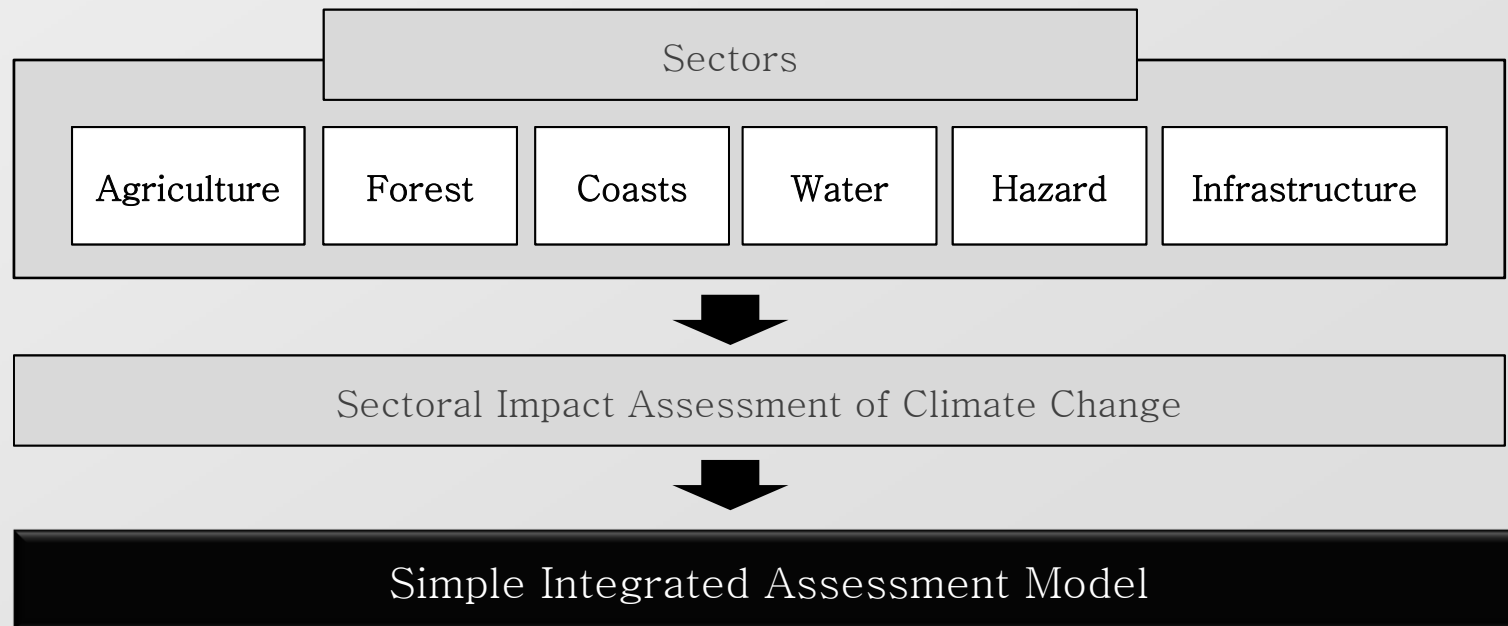 Sectors
Agriculture Forest Coasts Water Hazard Infrastructure
Sectoral Impact Assessment of Climate Change
Simple Integrated Assessment Model